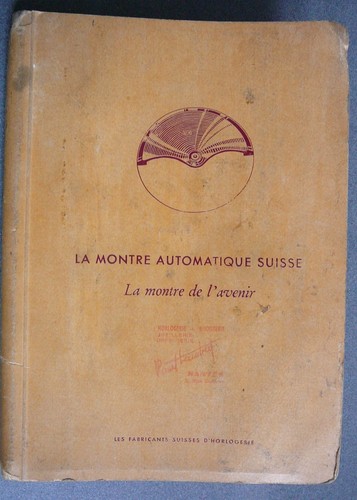 LA MONTRE AUTOMATIQUE SUISSE
La montre de l'avenir
LES FABRICANTS SUISSES D'HORLOGERIE